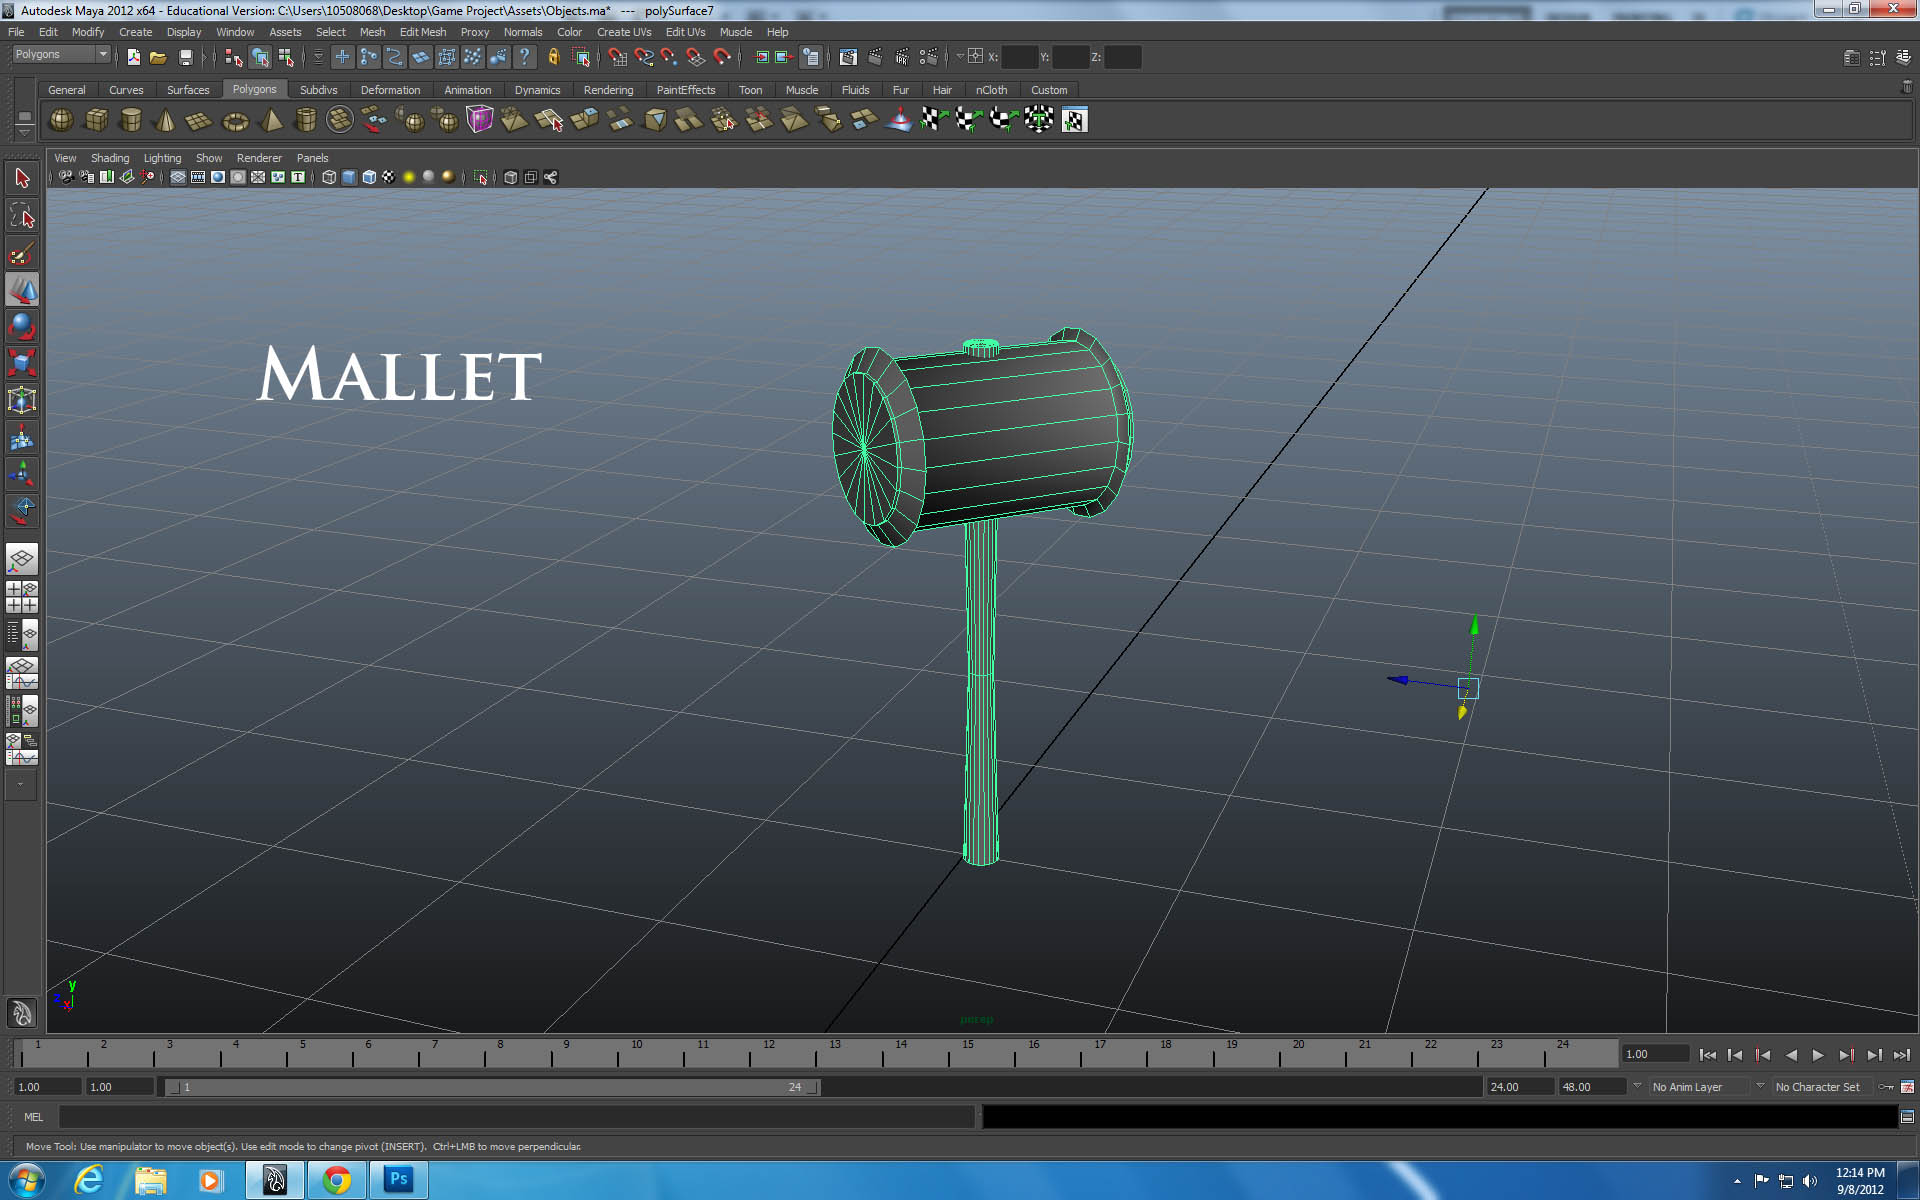 Autodesk Maya 2012 x64 - Educational Version: C:\Users\10508068\Desktop\Game Project\Assets\Objects.ma* --- polySurface7
File Edit Modify Create Display Window Assets Select Mesh Edit Mesh Proxy Normals Color Create UVs Edit UVs Muscle Help
Polygons X: Y: Z:
General Curves Surfaces Polygons Subdivs Deformation Animation Dynamics Rendering PaintEffects Toon Muscle Fluids Fur Hair nCloth Custom
View Shading Lighting Show Renderer Panels
MALLET
y
x
1 2 3 4 5 6 7 8 9 10 11 12 13 14 15 16 17 18 19 20 21 22 23 24 1.00
1.00 1.00 1 24 24.00 48.00 No Anim Layer No Character Set
MEL
Move Tool: Use manipulator to move object(s). Use edit mode to change pivot (INSERT). Ctrl+LMB to move perpendicular.
Ps
12:14 PM
9/8/2012